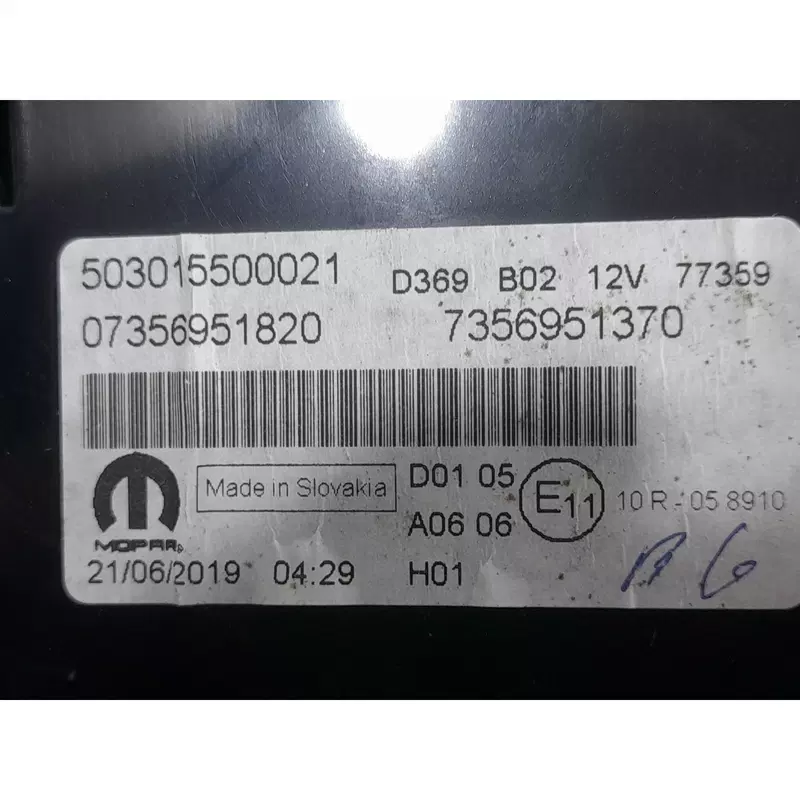 503015500021 D369 B02 12V 77359
07356951820 7356951370
Made in Slovakia D01 05 E11 10 R - 05 8910
A06 06
MOPAR
21/06/2019 04:29 H01